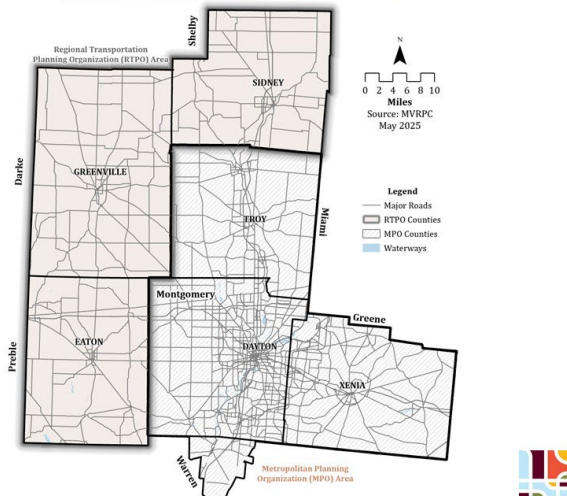 Regional Transportation
Planning Organization (RTPO) Area
Shelby
SIDNEY
Darke
GREENVILLE
TROY
Miami
Montgomery
Greene
Preble
EATON
DAYTON
XENIA
Warren
Metropolitan Planning
Organization (MPO) Area
N
0 2 4 6 8 10
Miles
Source: MVRPC
May 2025
Legend
Major Roads
RTPO Counties
MPO Counties
Waterways